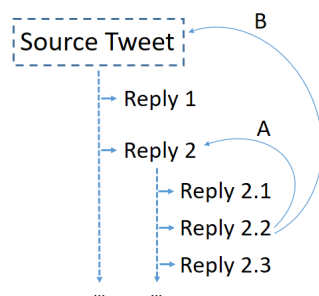 B
Source Tweet
Reply 1
A
Reply 2
Reply 2.1
Reply 2.2
Reply 2.3
... ...